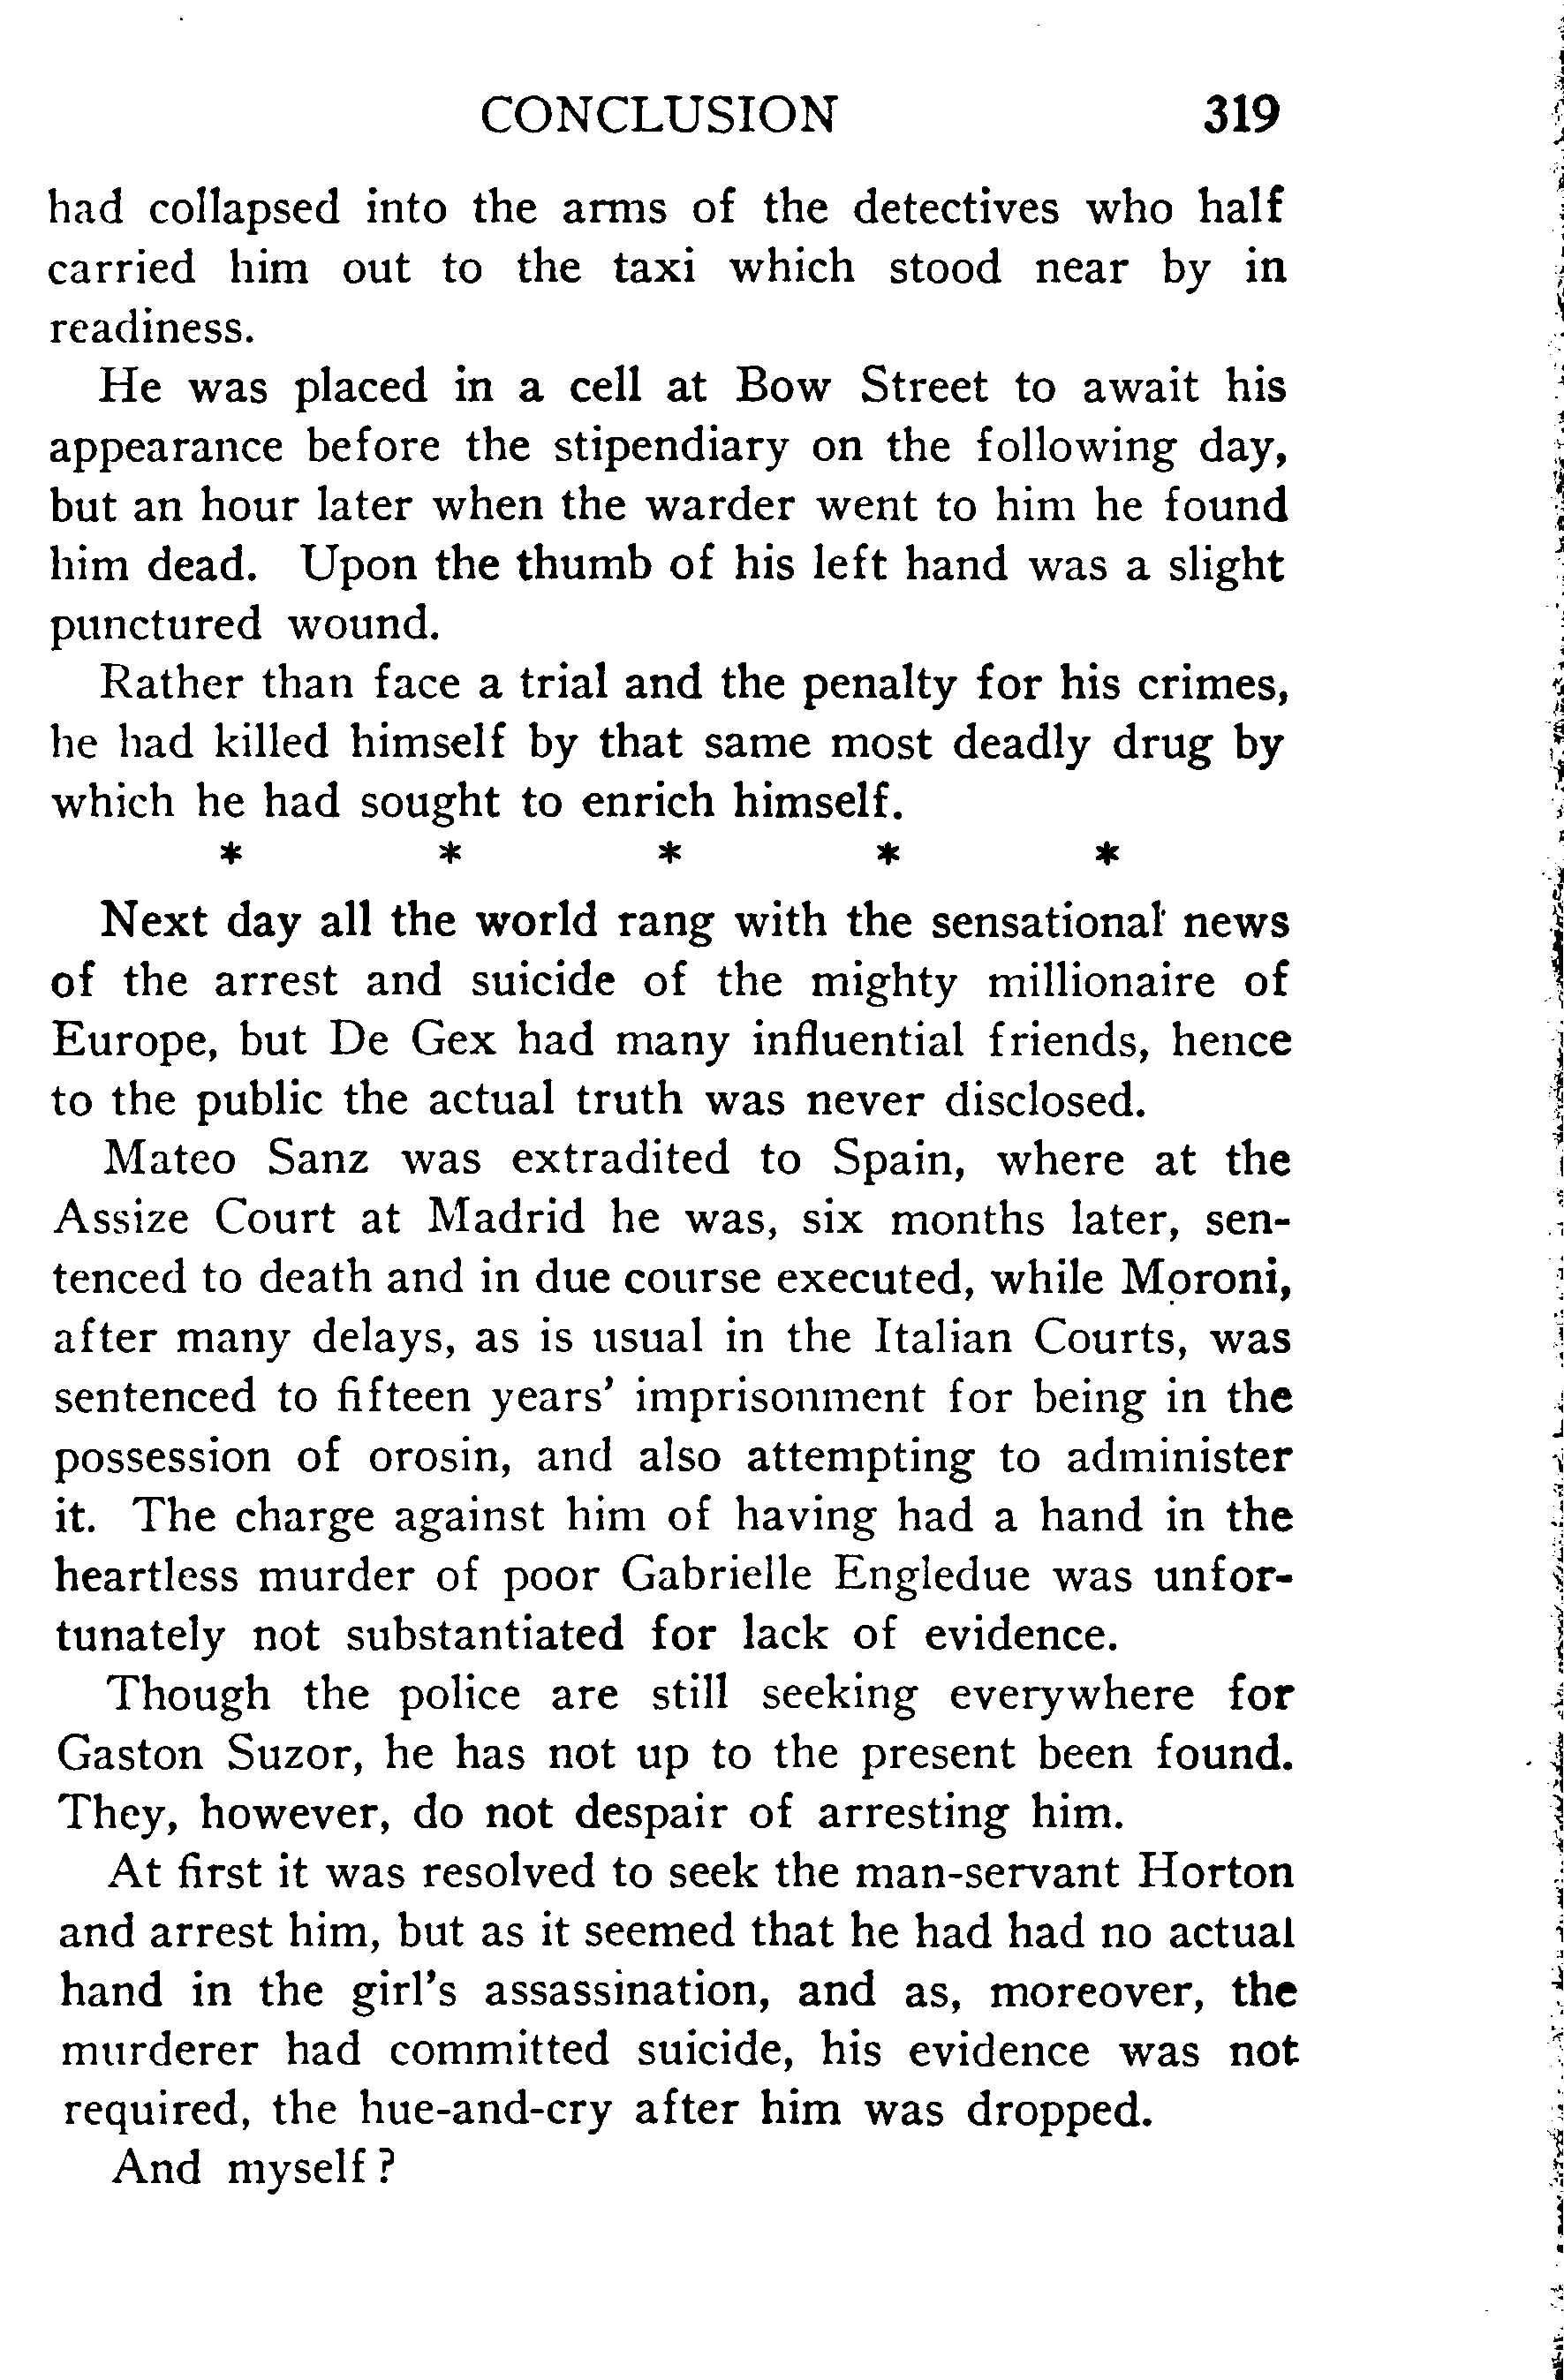 CONCLUSION 319
had collapsed into the arms of the detectives who half
carried him out to the taxi which stood near by in
readiness.
He was placed in a cell at Bow Street to await his
appearance before the stipendiary on the following day,
but an hour later when the warder went to him he found
him dead. Upon the thumb of his left hand was a slight
punctured wound.
Rather than face a trial and the penalty for his crimes,
he had killed himself by that same most deadly drug by
which he had sought to enrich himself.
* * * * *
Next day all the world rang with the sensational news
of the arrest and suicide of the mighty millionaire of
Europe, but De Gex had many influential friends, hence
to the public the actual truth was never disclosed.
Mateo Sanz was extradited to Spain, where at the
Assize Court at Madrid he was, six months later, sen-
tenced to death and in due course executed, while Moroni,
after many delays, as is usual in the Italian Courts, was
sentenced to fifteen years' imprisonment for being in the
possession of orosin, and also attempting to administer
it. The charge against him of having had a hand in the
heartless murder of poor Gabrielle Engledue was unfor-
tunately not substantiated for lack of evidence.
Though the police are still seeking everywhere for
Gaston Suzor, he has not up to the present been found.
They, however, do not despair of arresting him.
At first it was resolved to seek the man-servant Horton
and arrest him, but as it seemed that he had had no actual
hand in the girl's assassination, and as, moreover, the
murderer had committed suicide, his evidence was not
required, the hue-and-cry after him was dropped.
And myself?